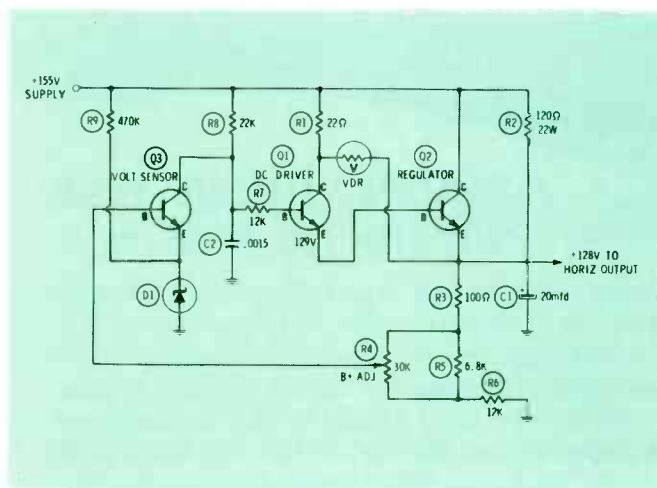 +155V
SUPPLY
R9 470K
R8 22K
R1 22Ω
R2 120Ω
22W
Q3
VOLT SENSOR
Q1
DC DRIVER
Q2
REGULATOR
V
VDR
C
B
E
R7
12K
C
B
E
129V
C
B
E
C2 .0015
+128V TO
HORIZ OUTPUT
D1
R3 100Ω
C1 + 20mfd
R4
30K
B+ ADJ
R5 6.8K
R6
12K